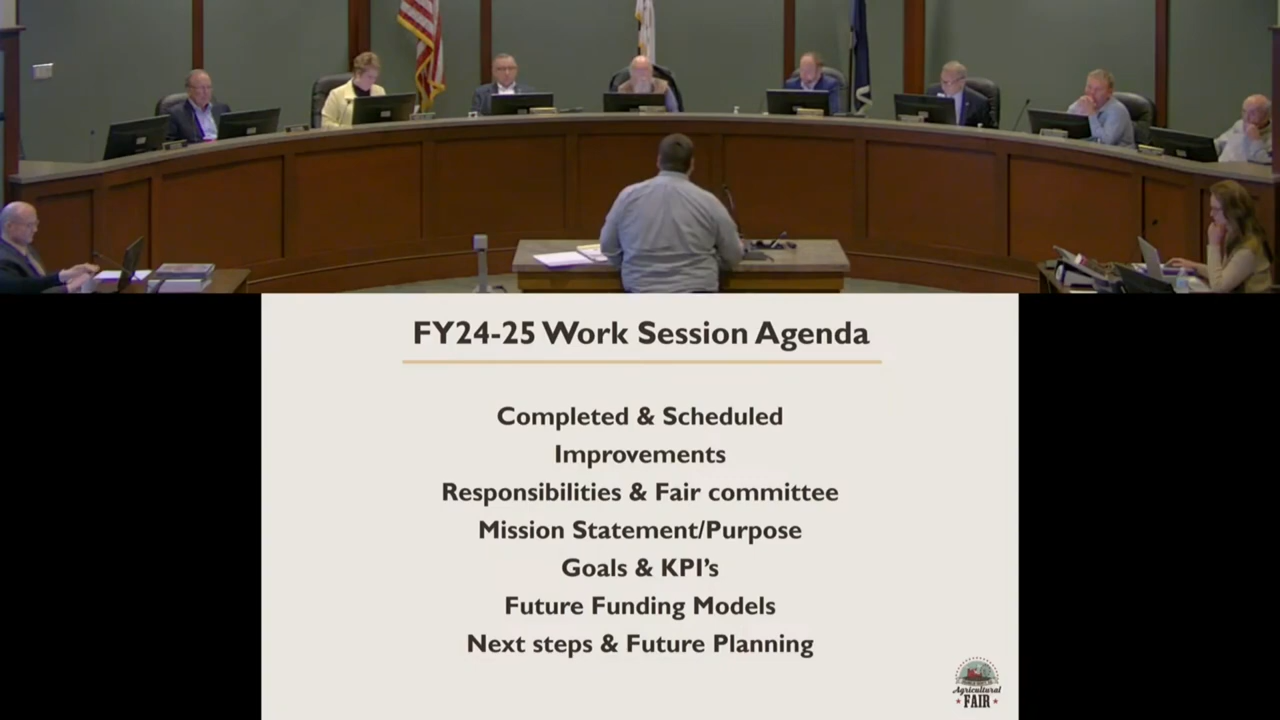 FY24-25 Work Session Agenda
Completed & Scheduled
Improvements
Responsibilities & Fair committee
Mission Statement/Purpose
Goals & KPI's
Future Funding Models
Next steps & Future Planning
Agricultural
FAIR